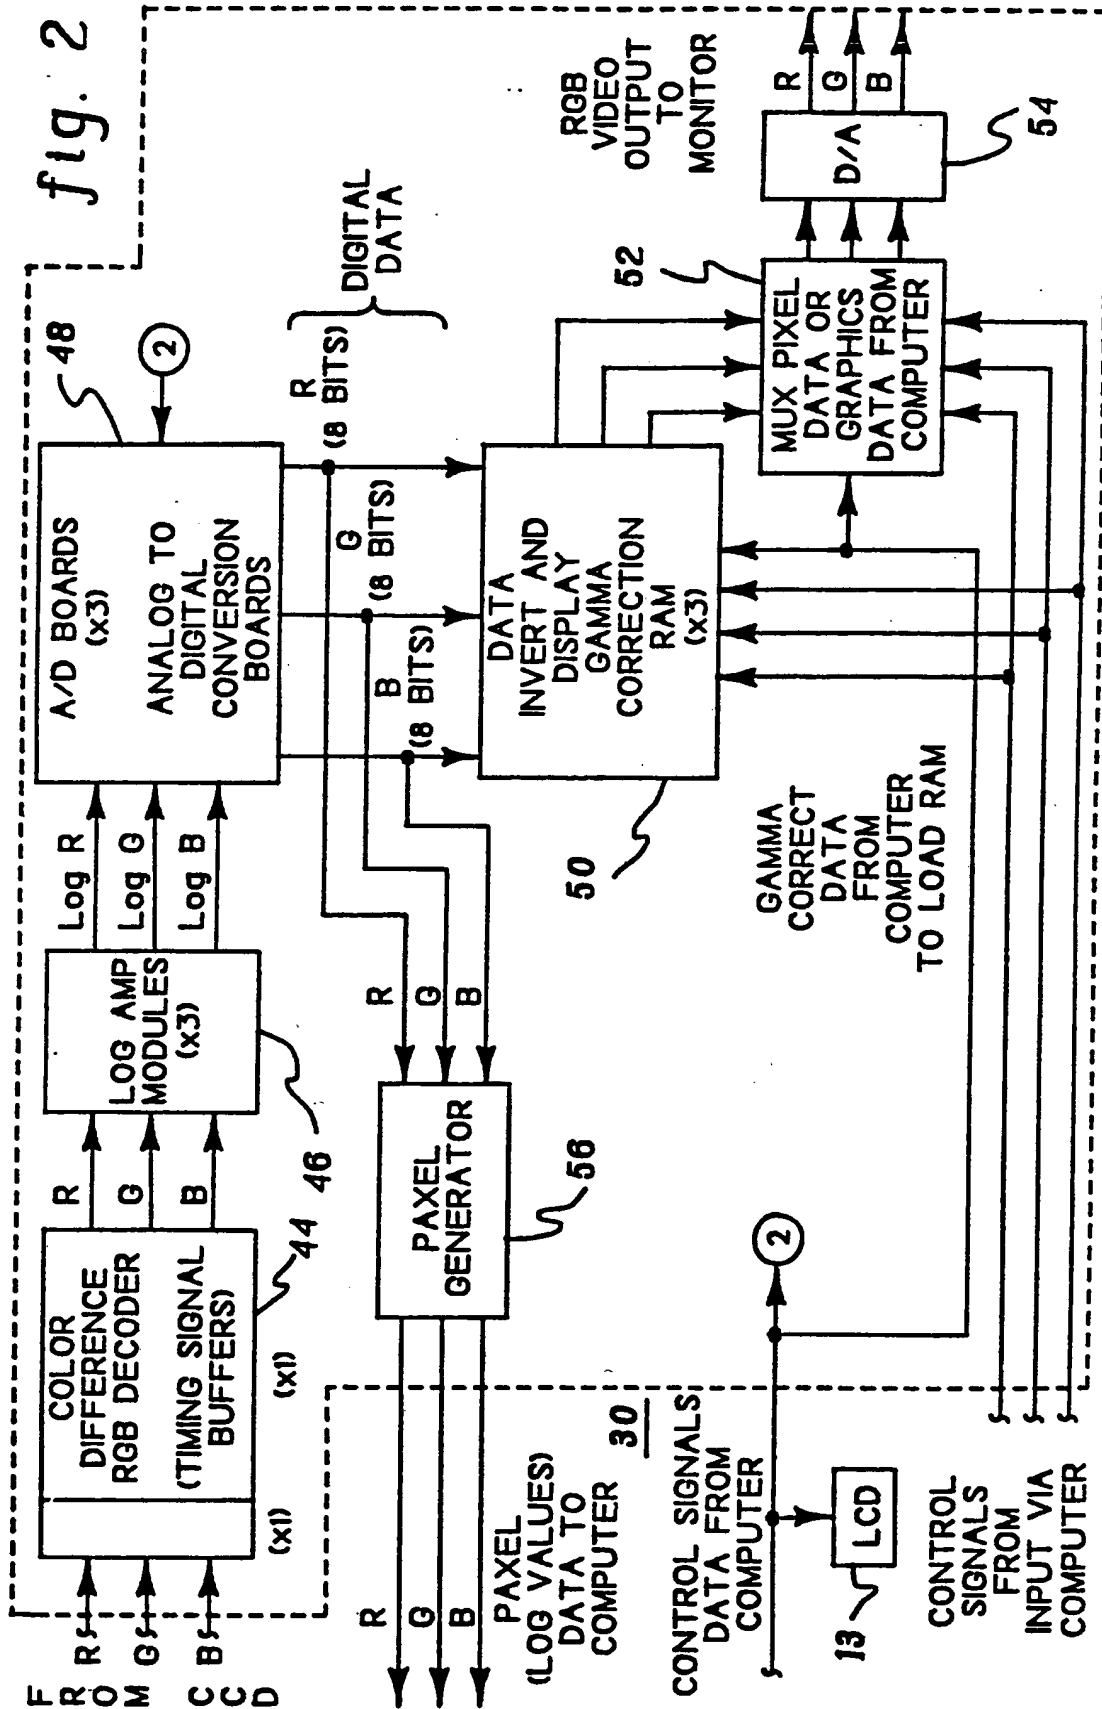 fig. 2
FROM CCD
R
G
B
(x1)
COLOR
DIFFERENCE
RGB DECODER
(TIMING SIGNAL
BUFFERS)
(x1)
44
R
G
B
LOG AMP
MODULES
(x3)
46
Log R
Log G
Log B
A/D BOARDS
(x3)
ANALOG TO
DIGITAL
CONVERSION
BOARDS
48
2
R
(8 BITS)
G
(8 BITS)
B
(8 BITS)
DIGITAL
DATA
R
G
B
PAXEL
GENERATOR
56
R
G
B
PAXEL
(LOG VALUES)
DATA TO
COMPUTER
30
DATA
INVERT AND
DISPLAY
GAMMA
CORRECTION
RAM
(x3)
50
GAMMA
CORRECT
DATA
FROM
COMPUTER
TO LOAD RAM
MUX PIXEL
DATA OR
GRAPHICS
DATA FROM
COMPUTER
52
D/A
54
R
G
B
RGB
VIDEO
OUTPUT
TO
MONITOR
CONTROL SIGNALS
DATA FROM
COMPUTER
2
LCD
13
CONTROL
SIGNALS
FROM
INPUT VIA
COMPUTER